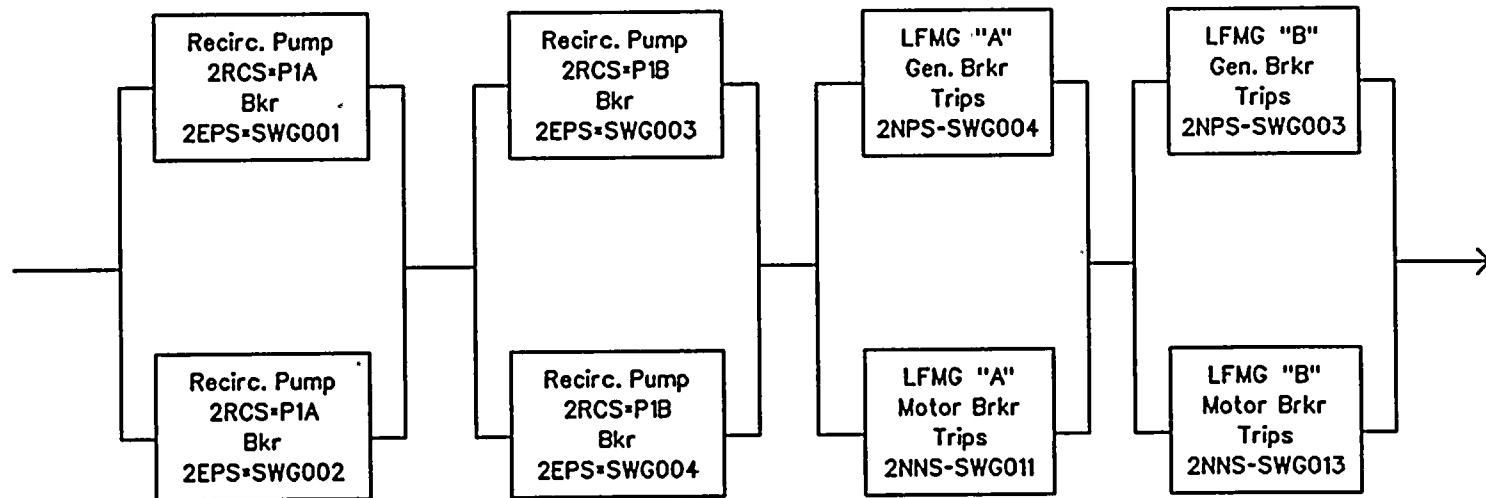 Recirc. Pump
2RCS*P1A
Bkr
2EPS*SWG001
Recirc. Pump
2RCS*P1B
Bkr
2EPS*SWG003
LFMG "A"
Gen. Brkr
Trips
2NPS-SWG004
LFMG "B"
Gen. Brkr
Trips
2NPS-SWG003
Recirc. Pump
2RCS*P1A
Bkr
2EPS*SWG002
Recirc. Pump
2RCS*P1B
Bkr
2EPS*SWG004
LFMG "A"
Motor Brkr
Trips
2NNS-SWG011
LFMG "B"
Motor Brkr
Trips
2NNS-SWG013